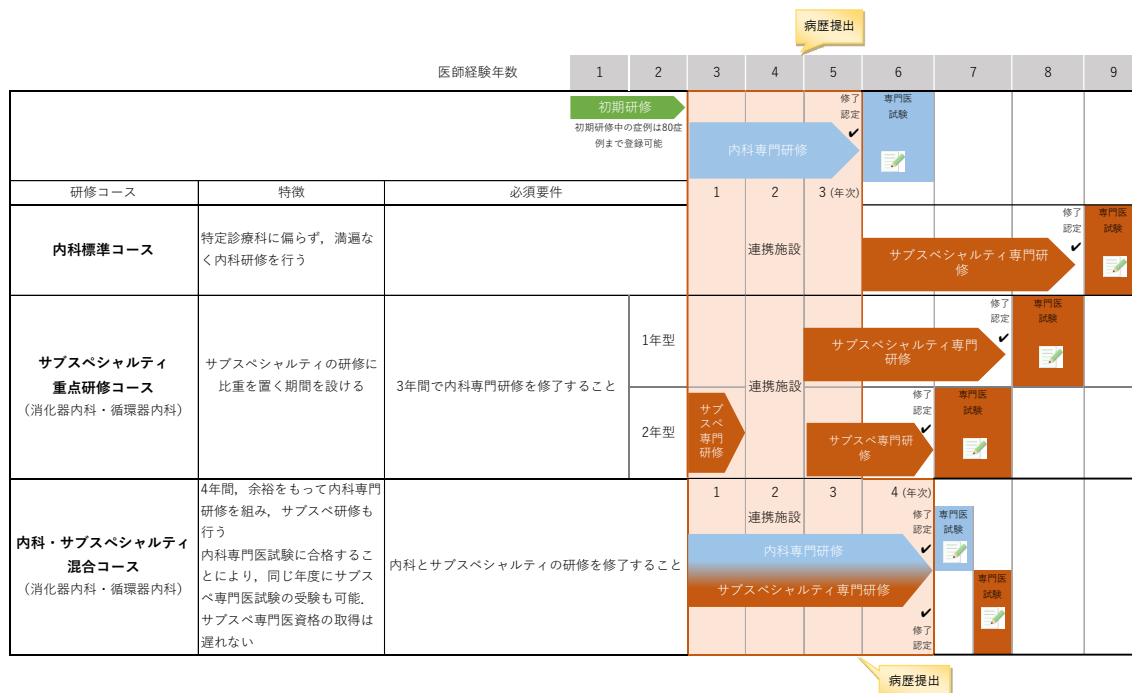 病歴提出
医師経験年数 1 2 3 4 5 6 7 8 9
初期研修
初期研修中の症例は80症
例まで登録可能
内科専門研修
修了
認定
✔
専門医
試験
研修コース 特徴 必須要件 1 2 3 (年次)
内科標準コース
特定診療科に偏らず，満遍な
く内科研修を行う
連携施設
サブスペシャルティ専門研
修
修了
認定
✔
専門医
試験
サブスペシャルティ
重点研修コース
（消化器内科・循環器内科）
サブスペシャルティの研修に
比重を置く期間を設ける
3年間で内科専門研修を修了すること
1年型
連携施設
サブスペシャルティ専門
研修
修了
認定
✔
専門医
試験
2年型
サブ
スペ
専門
研修
サブスペ専門研
修
修了
認定
✔
専門医
試験
内科・サブスペシャルティ
混合コース
（消化器内科・循環器内科）
4年間，余裕をもって内科専門
研修を組み，サブスペ研修も
行う
内科専門医試験に合格するこ
とにより，同じ年度にサブス
ペ専門医試験の受験も可能．
サブスペ専門医資格の取得は
遅れない
内科とサブスペシャルティの研修を修了すること
1 2 3 4 (年次)
連携施設
修了
認定
✔
内科専門研修
サブスペシャルティ専門研修
✔
修了
認定
専門医
試験
専門医
試験
病歴提出